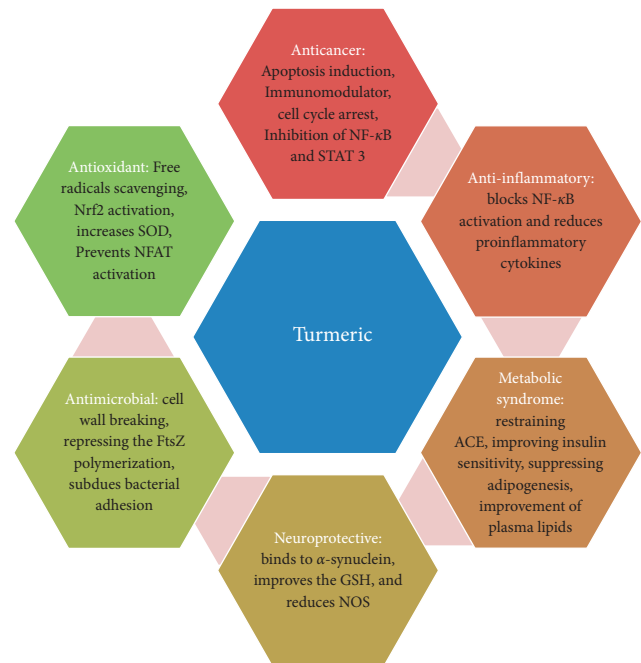 Anticancer:
Apoptosis induction,
Immunomodulator,
cell cycle arrest,
Inhibition of NF-κB
and STAT 3
Anti-inflammatory:
blocks NF-κB
activation and reduces
proinflammatory
cytokines
Metabolic
syndrome:
restraining
ACE, improving insulin
sensitivity, suppressing
adipogenesis,
improvement of
plasma lipids
Neuroprotective:
binds to α-synuclein,
improves the GSH, and
reduces NOS
Antimicrobial: cell
wall breaking,
repressing the FtsZ
polymerization,
subdues bacterial
adhesion
Antioxidant: Free
radicals scavenging,
Nrf2 activation,
increases SOD,
Prevents NFAT
activation
Turmeric